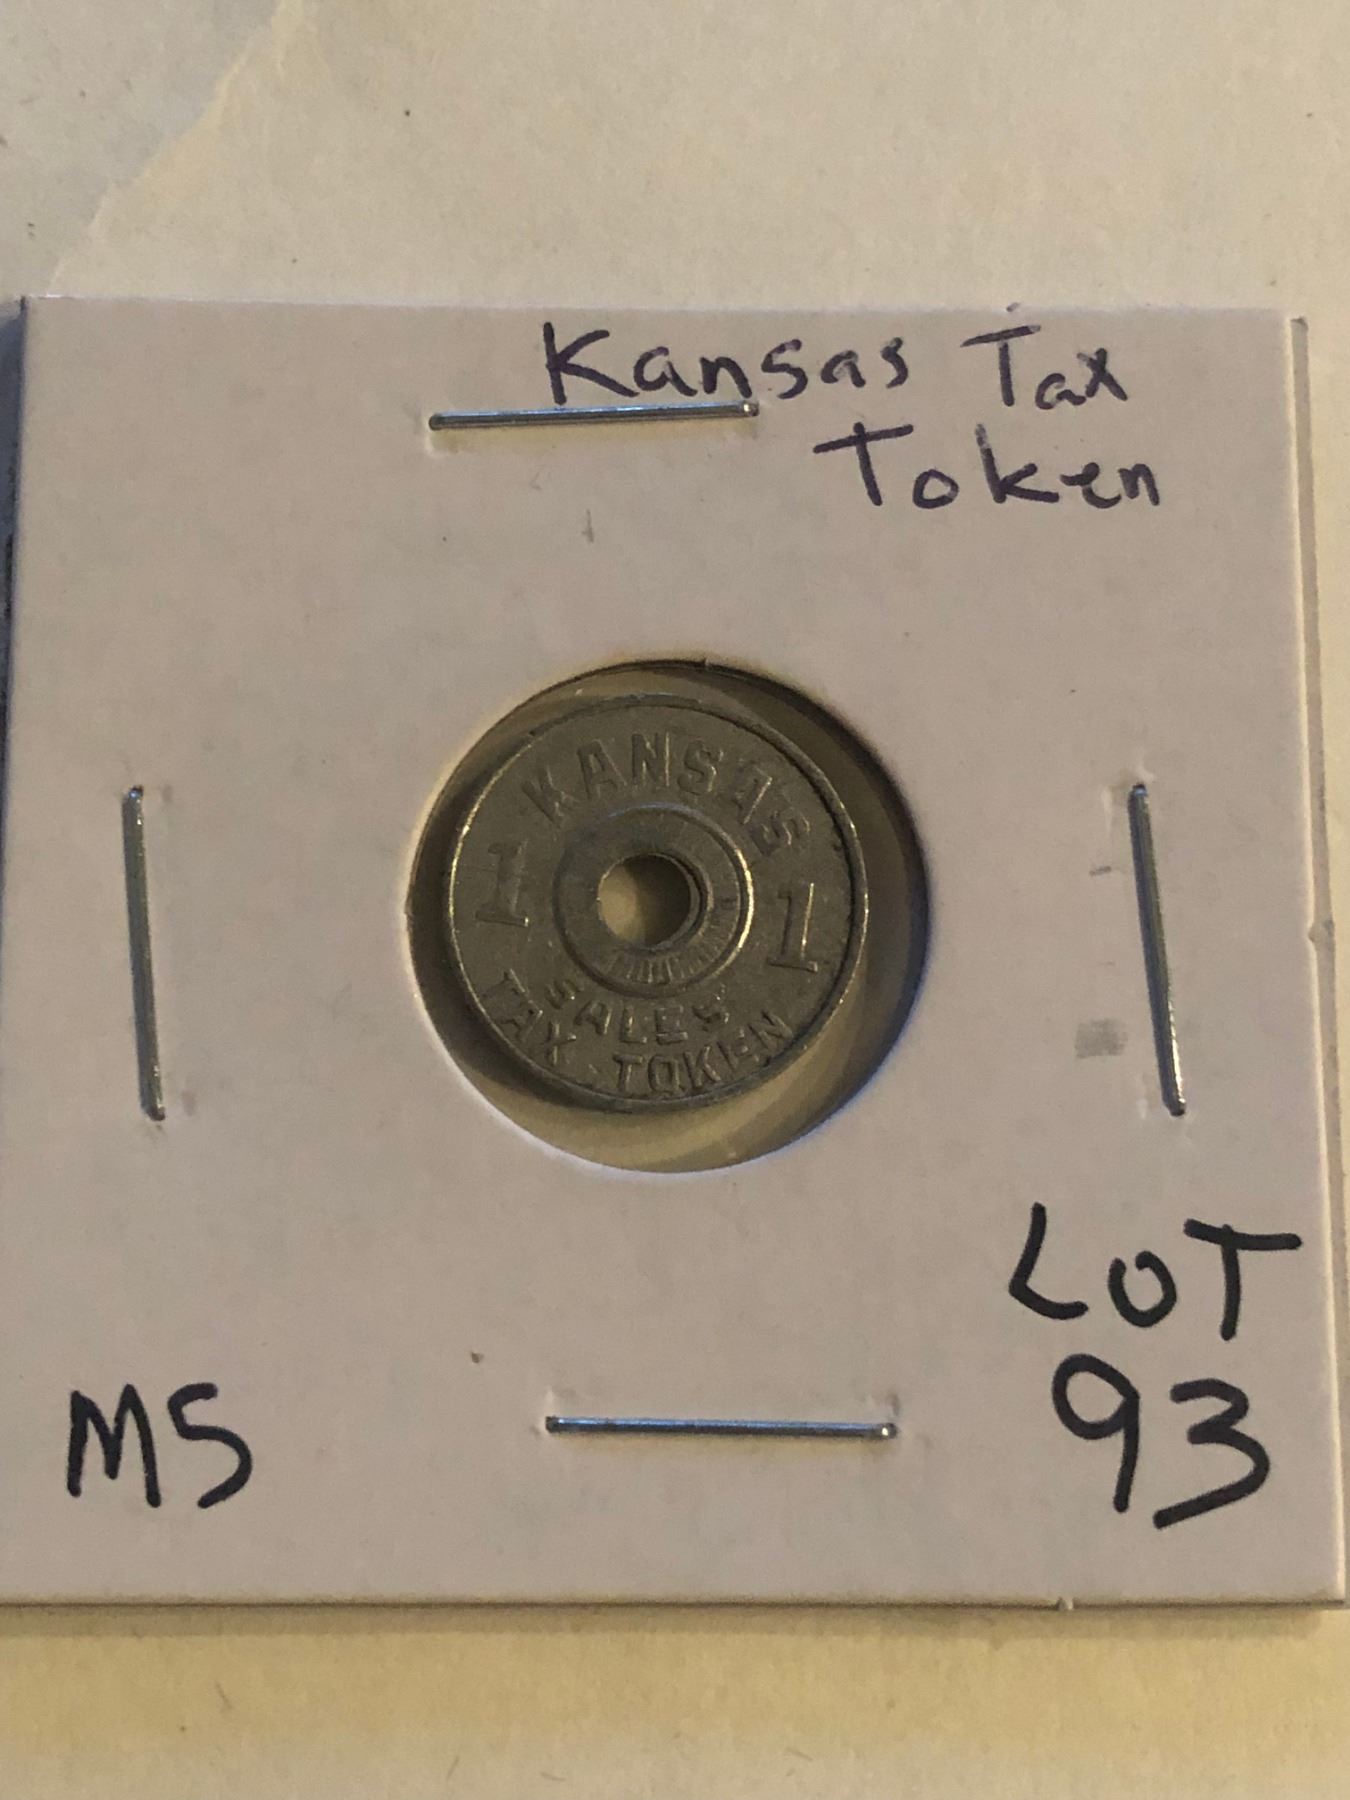 Kansas Tax
Token
KANSAS
1 1
SALES
TAX TOKEN
LOT
93
MS